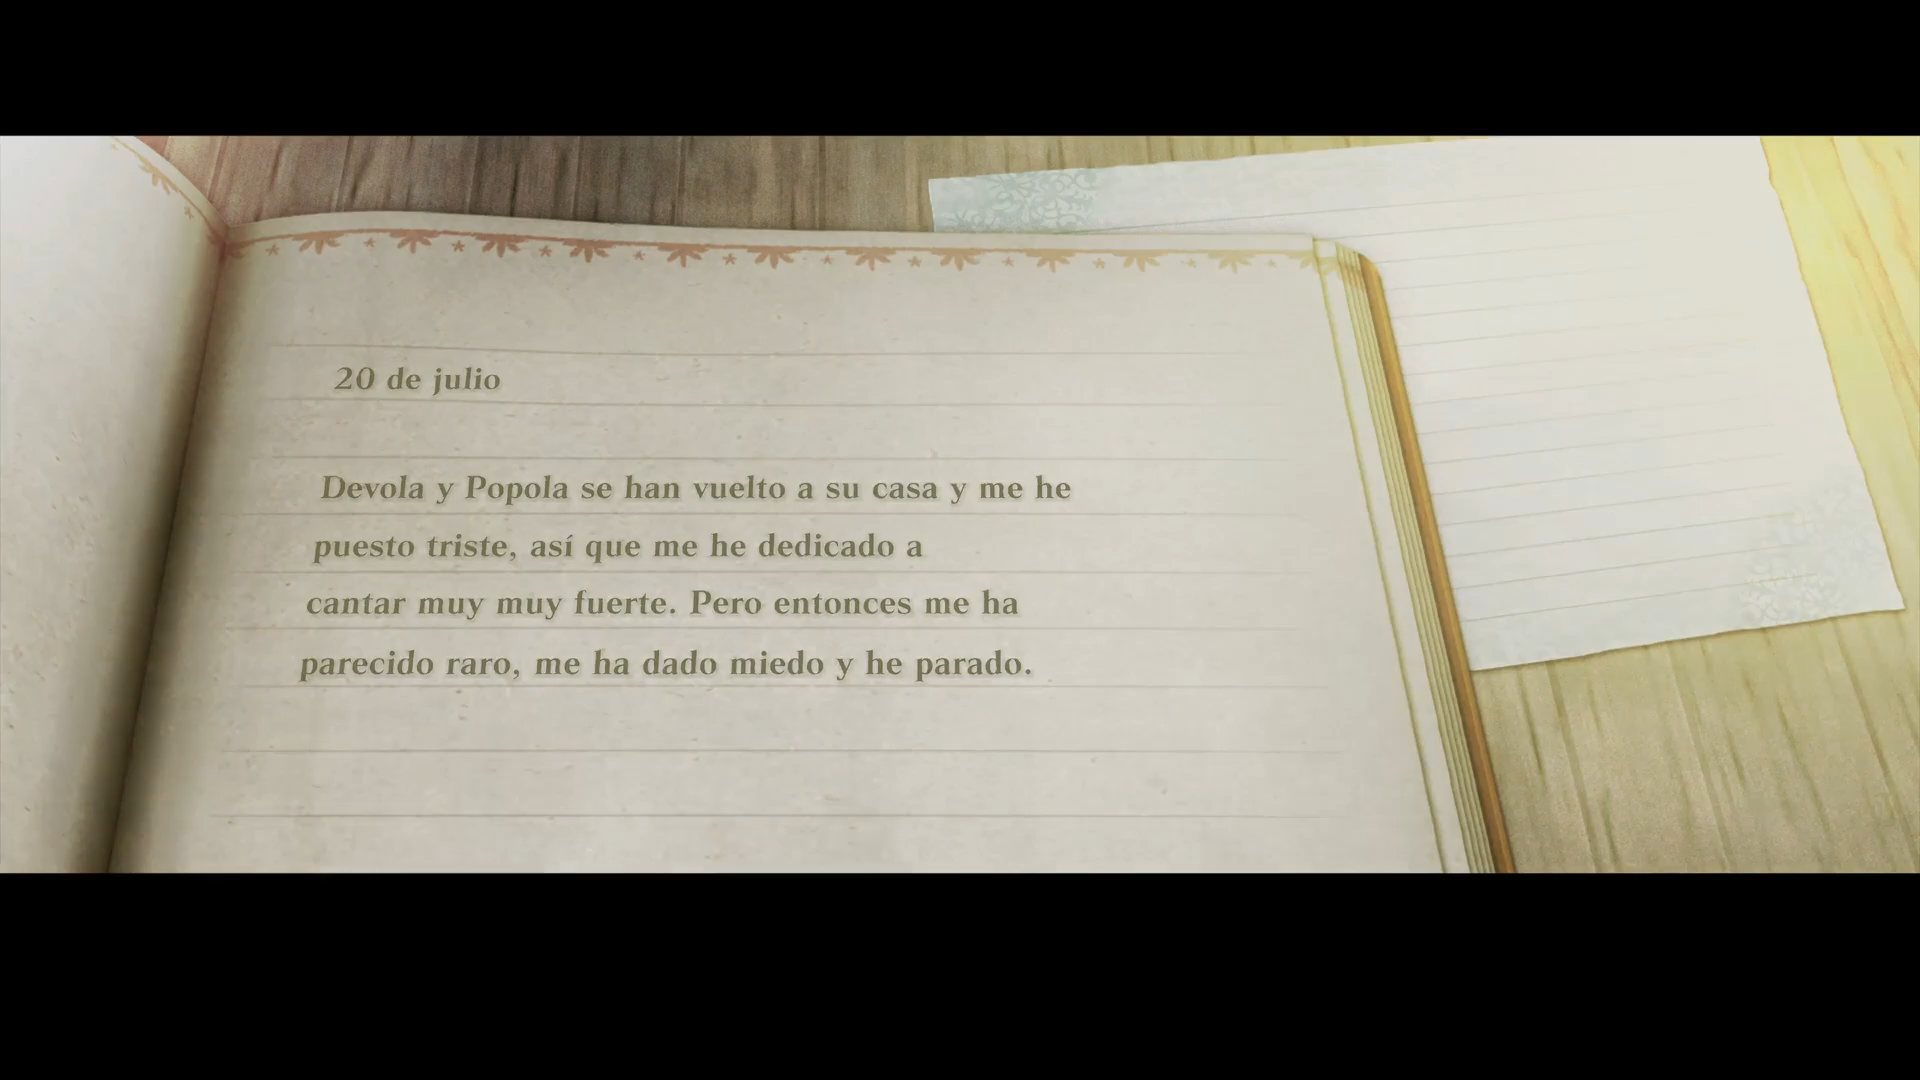 20 de julio
Devola y Popola se han vuelto a su casa y me he
puesto triste, así que me he dedicado a
cantar muy muy fuerte. Pero entonces me ha
parecido raro, me ha dado miedo y he parado.